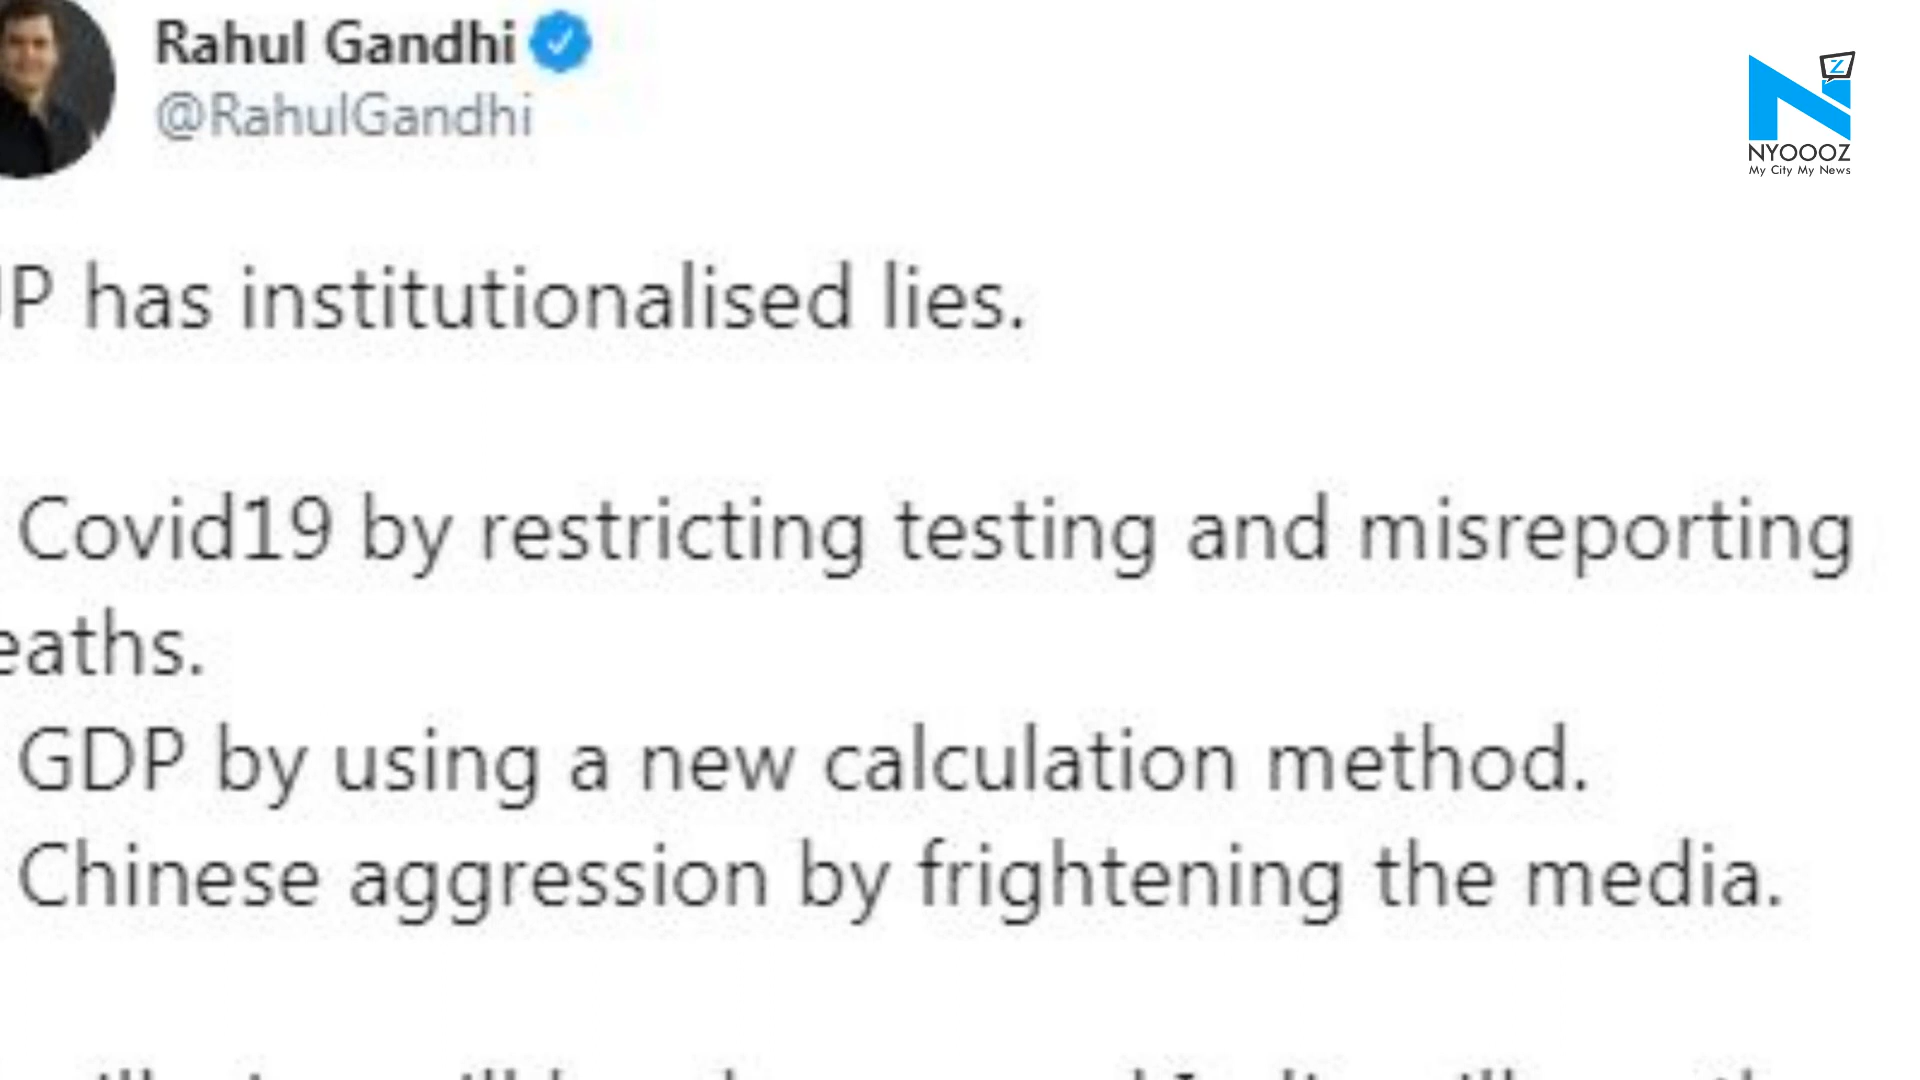 Rahul Gandhi
@RahulGandhi
NYOOOZ
My City My News
has institutionalised lies.
Covid19 by restricting testing and misreporting
GDP by using a new calculation method.
Chinese aggression by frightening the media.